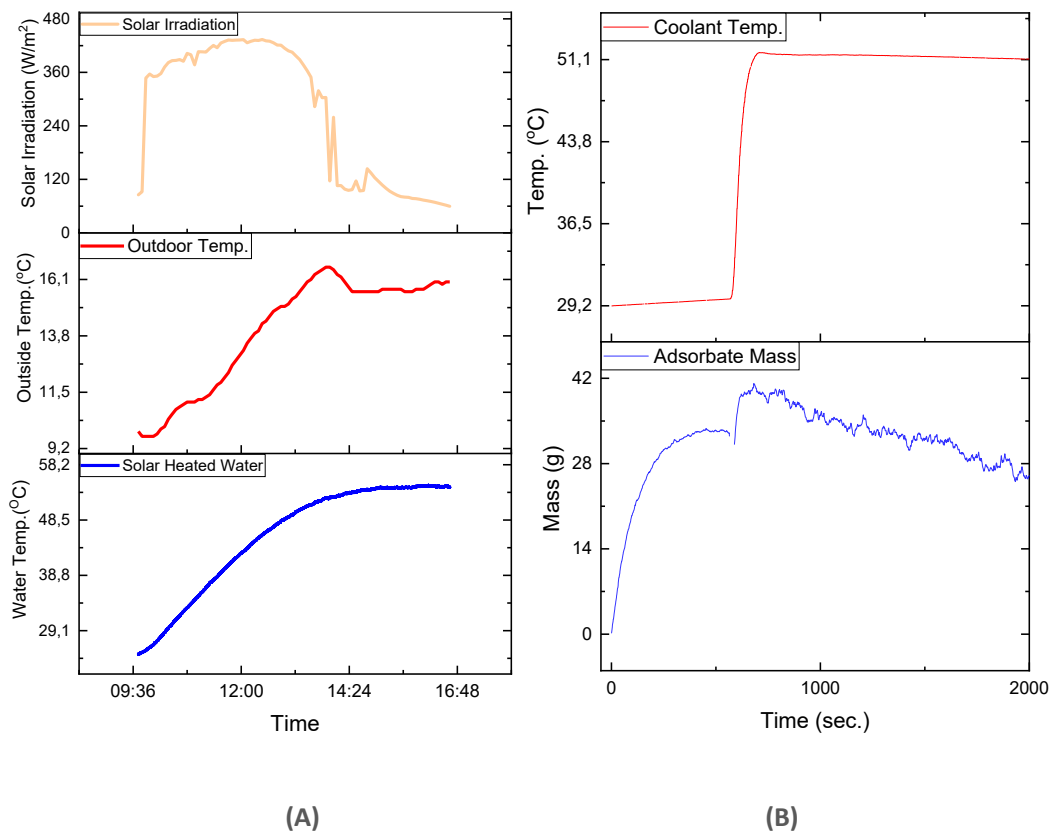 Solar Irradiation
Solar Irradiation (W/m²)
480
360
240
120
0
Outdoor Temp.
Outside Temp.(°C)
16,1
13,8
11,5
9,2
Solar Heated Water
Water Temp.(°C)
58,2
48,5
38,8
29,1
09:36 12:00 14:24 16:48
Time
(A)
Coolant Temp.
Temp. (°C)
51,1
43,8
36,5
29,2
Adsorbate Mass
Mass (g)
42
28
14
0
0 1000 2000
Time (sec.)
(B)